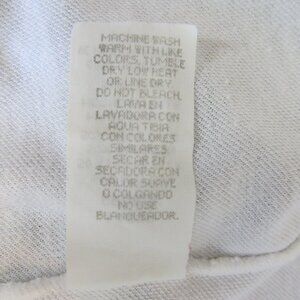 MACHINE WASH
WARM WITH LIKE
COLORS, TUMBLE
DRY LOW HEAT
OR LINE DRY
DO NOT BLEACH.
LAVA EN
LAVADORA CON
AGUA TIBIA
CON COLORES
SIMILARES.
SECAR EN
SECADORA CON
CALOR SUAVE
O COLGANDO
NO USE
BLANQUEADOR.